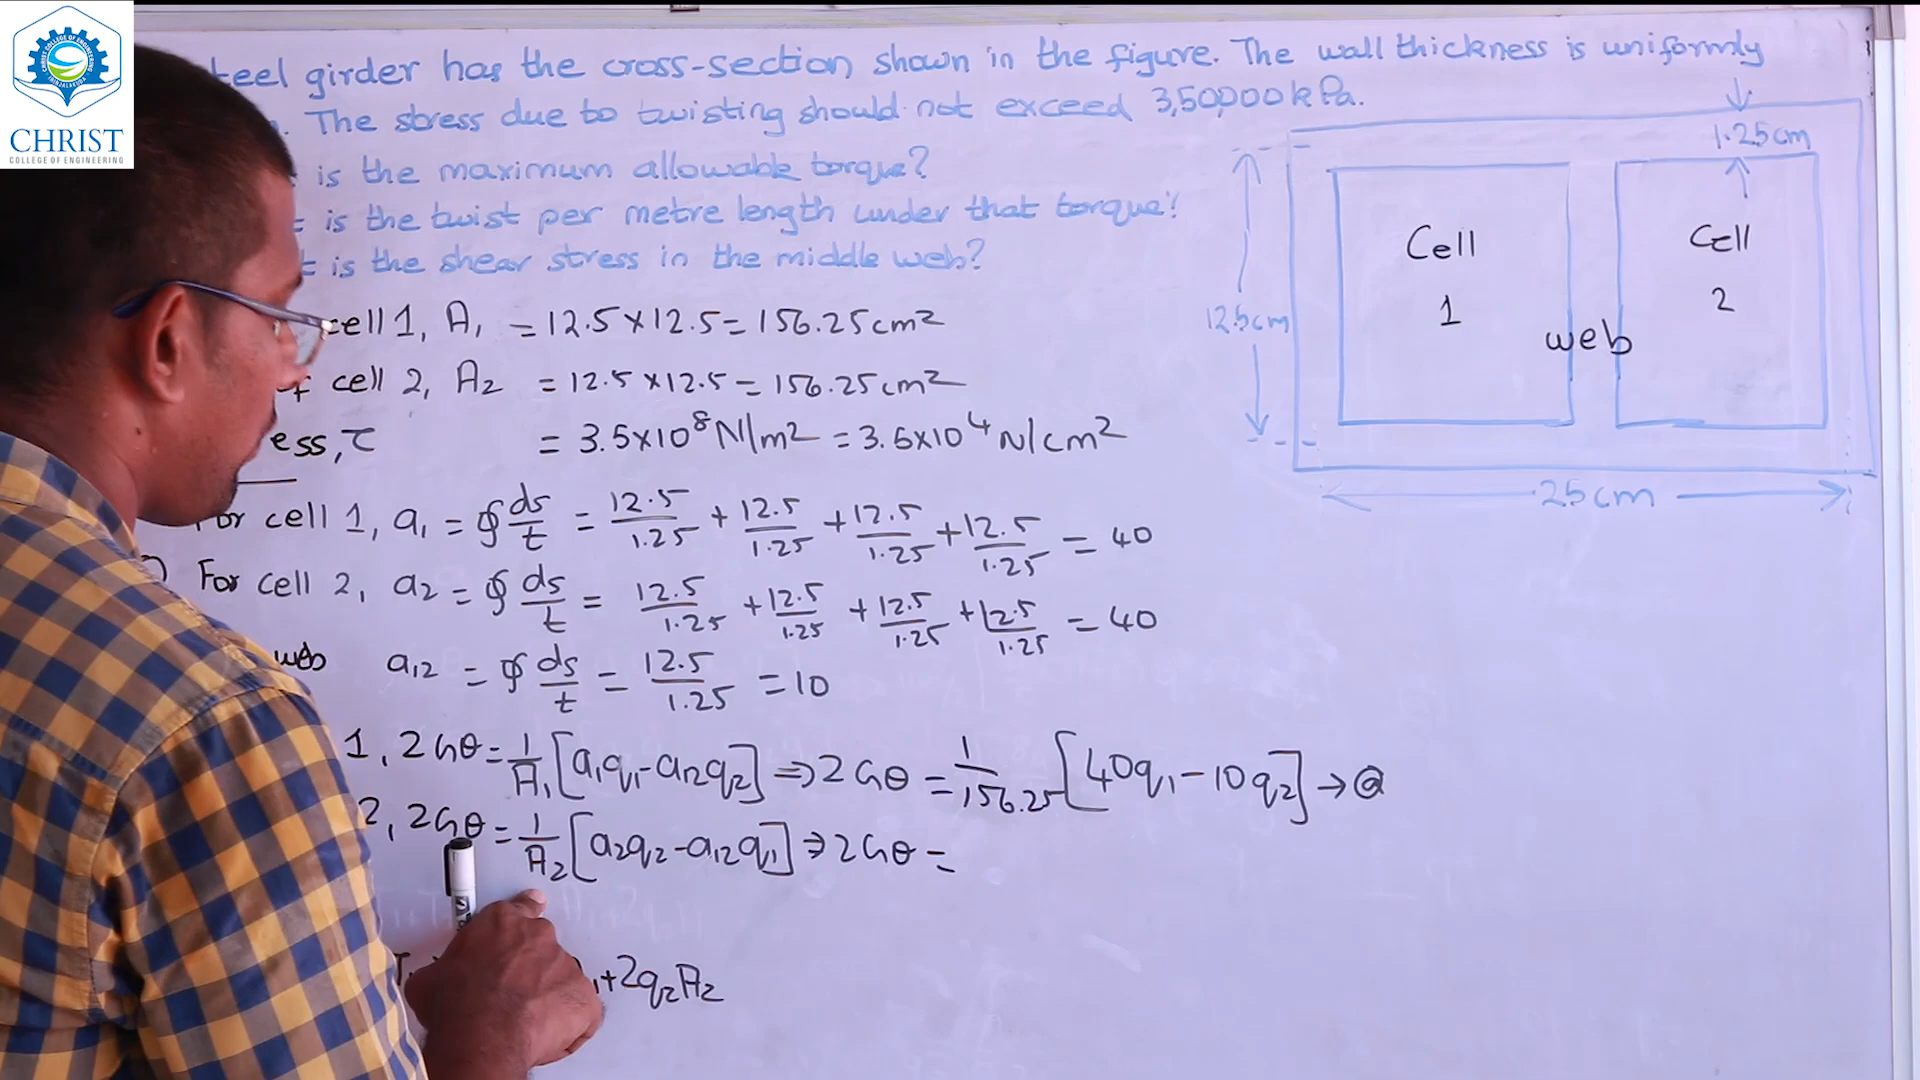 CHRIST
COLLEGE OF ENGINEERING
teel girder has the cross-section shown in the figure. The wall thickness is uniformly
. The stress due to twisting should not exceed 3,50,000 kPa.
is the maximum allowable torque?
t is the twist per metre length under that torque?
t is the shear stress in the middle web?
1.25cm
Cell 1
Cell 2
web
12.5cm
25cm
cell 1, A₁ = 12.5 × 12.5 = 156.25 cm²
f cell 2, A₂ = 12.5 × 12.5 = 156.25 cm²
ess, τ = 3.5×10⁸ N/m² = 3.5×10⁴ N/cm²
For cell 1, a₁ = ∮ ds/t = 12.5/1.25 + 12.5/1.25 + 12.5/1.25 + 12.5/1.25 = 40
) For cell 2, a₂ = ∮ ds/t = 12.5/1.25 + 12.5/1.25 + 12.5/1.25 + 12.5/1.25 = 40
web a₁₂ = ∮ ds/t = 12.5/1.25 = 10
1, 2Gθ = 1/A₁ [a₁q₁ - a₁₂q₂] ⇒ 2Gθ = 1/156.25 [40q₁ - 10q₂] → ⓐ
2, 2Gθ = 1/A₂ [a₂q₂ - a₁₂q₁] ⇒ 2Gθ =
₁ + 2q₂A₂